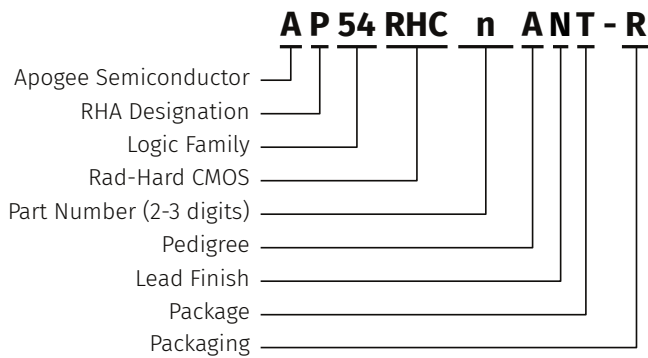 A P 54 RHC n A N T - R
Apogee Semiconductor
RHA Designation
Logic Family
Rad-Hard CMOS
Part Number (2-3 digits)
Pedigree
Lead Finish
Package
Packaging